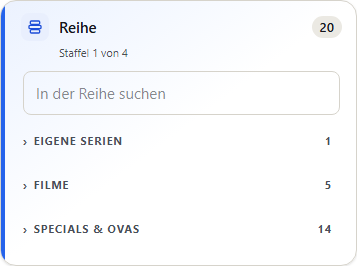 Reihe 20
Staffel 1 von 4
In der Reihe suchen
› EIGENE SERIEN 1
› FILME 5
› SPECIALS & OVAS 14